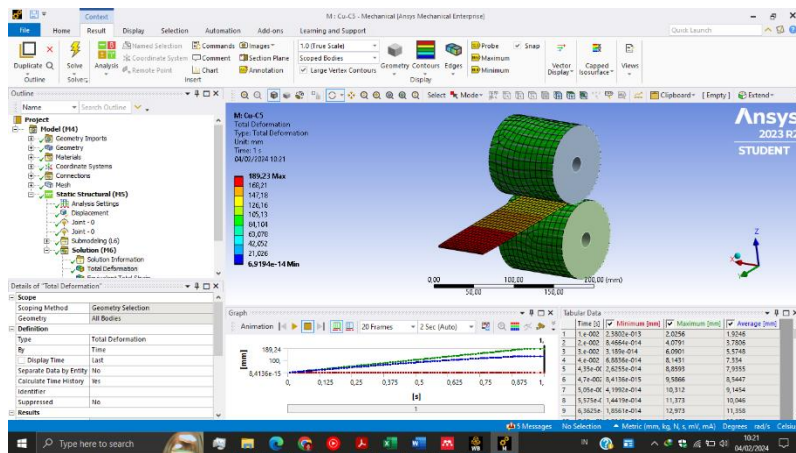 M : Cu-C5 - Mechanical [Ansys Mechanical Enterprise]
Context
File Home Result Display Selection Automation Add-ons Learning and Support
Quick Launch
Duplicate Q
Solve
Analysis
Named Selection
Commands
Images
1.0 (True Scale)
Probe
Snap
Coordinate System
Comment
Section Plane
Scoped Bodies
Geometry Contours Edges
Maximum
Remote Point
Chart
Annotation
Large Vertex Contours
Minimum
Vector Display
Capped Isosurface
Views
Outline
Solver
Insert
Display
Outline
Select Mode
Clipboard
[ Empty ]
Extend
Name
Search Outline
Project
Model (M4)
Geometry Imports
Geometry
Materials
Coordinate Systems
Connections
Mesh
Static Structural (M5)
Analysis Settings
Displacement
Joint - 0
Joint - 0
Submodeling (L6)
Solution (M6)
Solution Information
Total Deformation
M: Cu-C5
Total Deformation
Type: Total Deformation
Unit: mm
Time: 1 s
04/02/2024 10:21
189,23 Max
168,21
147,18
126,16
105,13
84,104
63,078
42,052
21,026
6,9194e-14 Min
Ansys
2023 R2
STUDENT
Z
0,00 100,00 200,00 (mm)
50,00 150,00
Details of "Total Deformation"
Scope
Scoping Method Geometry Selection
Geometry All Bodies
Definition
Type Total Deformation
By Time
Display Time Last
Separate Data by Entity No
Calculate Time History Yes
Identifier
Suppressed No
Results
Graph
Animation
20 Frames
2 Sec (Auto)
1,
189,24
100,
8,4136e-15
[mm]
0, 0,125 0,25 0,375 0,5 0,625 0,75 0,875 1,
[s]
1
Tabular Data
Time [s] Minimum [mm] Maximum [mm] Average [mm]
1 1,e-002 2,3802e-013 2,0256 1,9246
2 2,e-002 8,4664e-014 4,0791 3,7806
3 3,e-002 3,189e-014 6,0901 5,5748
4 4,e-002 6,8836e-014 8,1431 7,354
5 4,35e-002 2,6255e-014 8,8593 7,9355
6 4,7e-002 8,4136e-015 9,5866 8,5447
7 5,05e-002 4,1992e-014 10,312 9,1454
8 5,575e-002 1,4419e-014 11,373 10,046
9 6,3625e-002 1,8561e-014 12,973 11,358
5 Messages
No Selection
Metric (mm, kg, N, s, mV, mA) Degrees rad/s Celsius
Type here to search
IN
10:21
04/02/2024